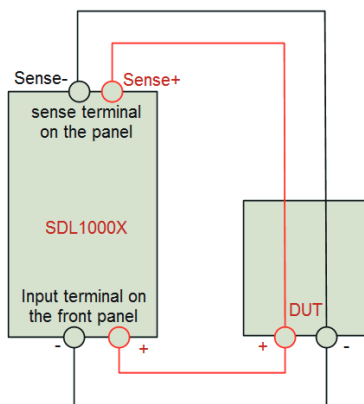 Sense-
Sense+
sense terminal
on the panel
SDL1000X
Input terminal on
the front panel
DUT
- +
+ -